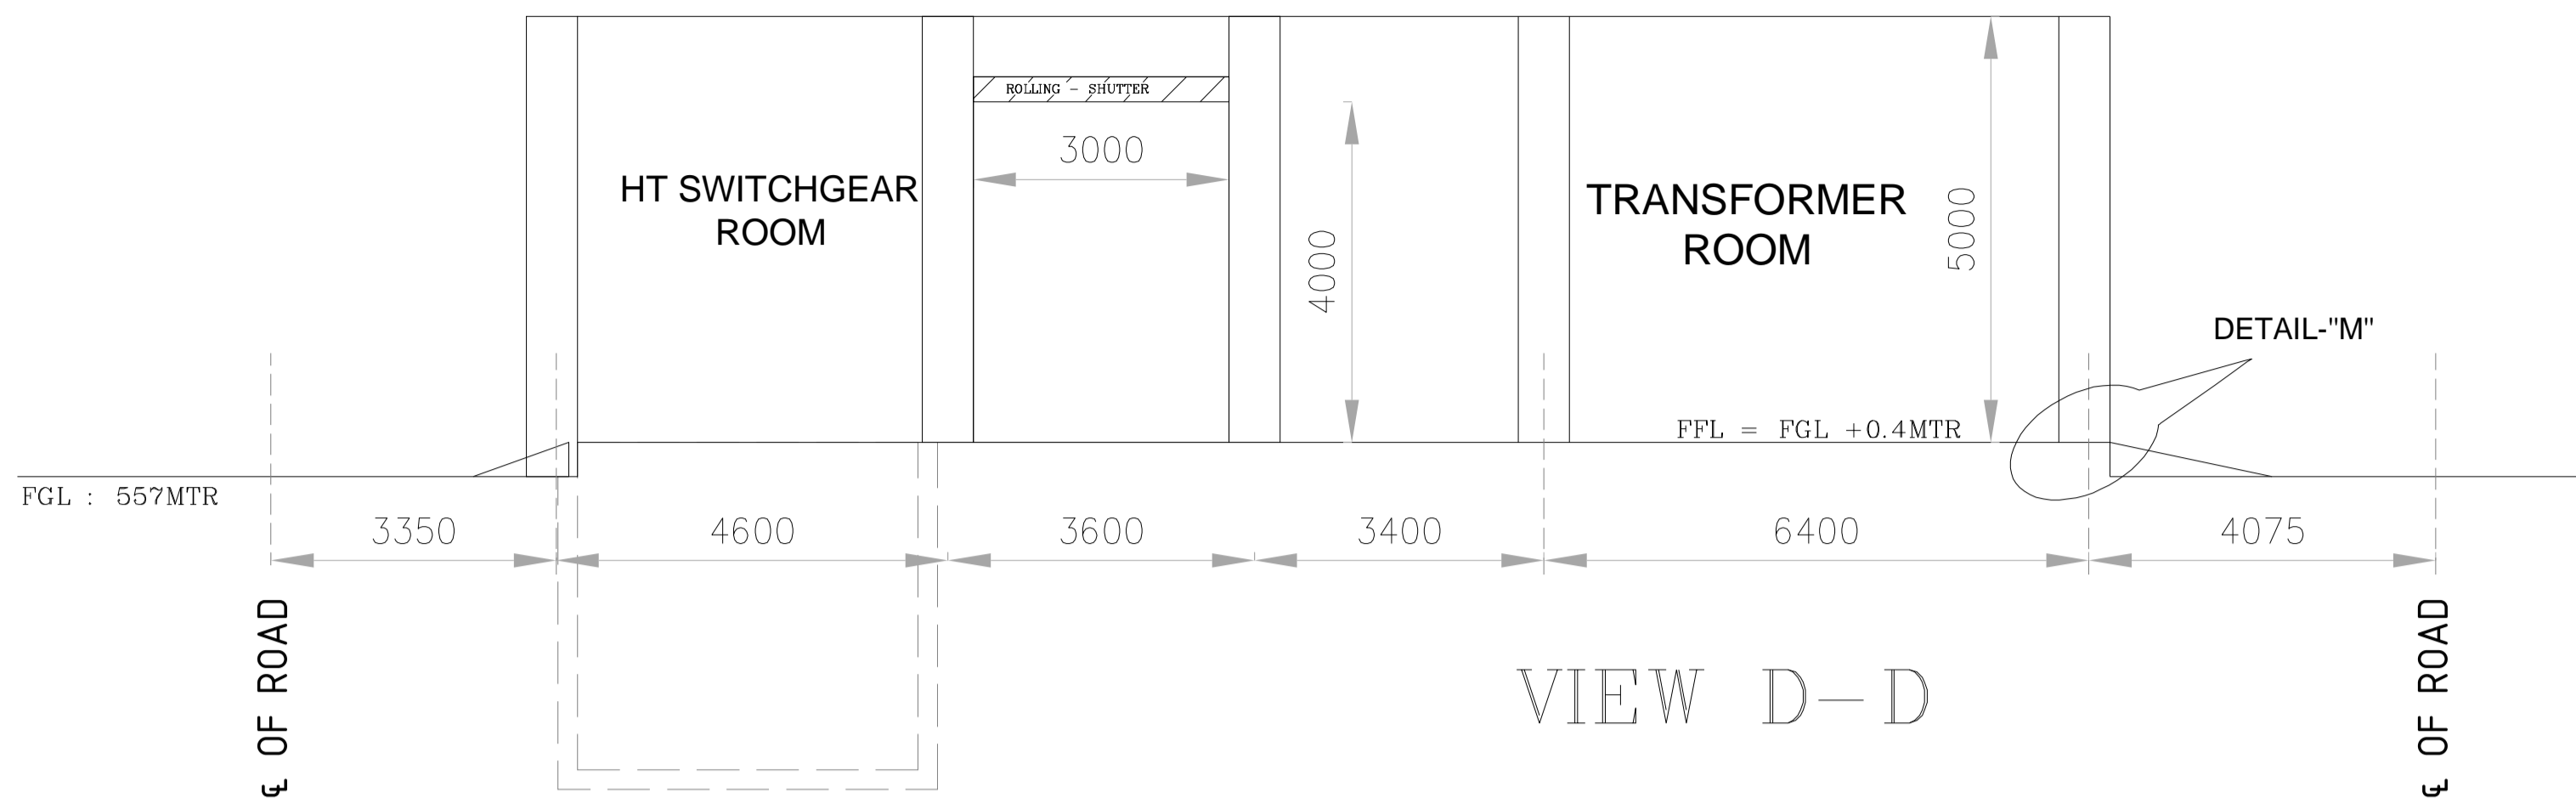 ROLLING - SHUTTER
3000
HT SWITCHGEAR
ROOM
TRANSFORMER
ROOM
4000
5000
DETAIL-"M"
FFL = FGL +0.4MTR
FGL : 557MTR
3350
4600
3600
3400
6400
4075
℄ OF ROAD
VIEW D-D
℄ OF ROAD